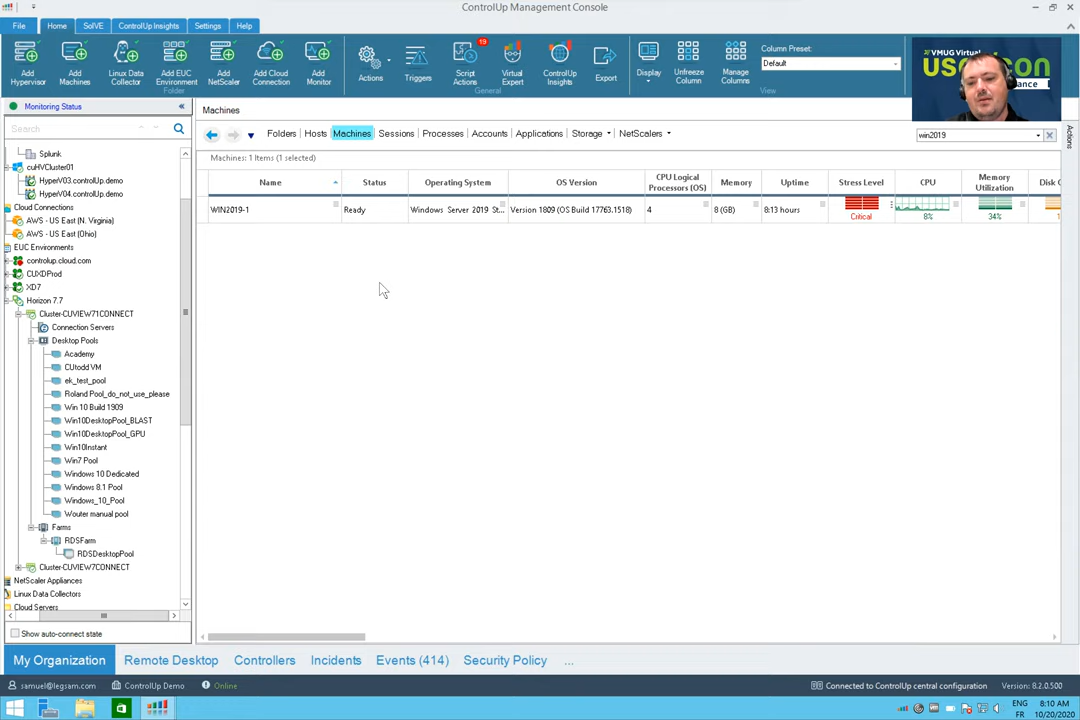 ControlUp Management Console
File
Home
SolVE
ControlUp Insights
Settings
Help
Add Hypervisor
Add Machines
Linux Data Collector
Add EUC Environment
Add NetScaler
Add Cloud Connection
Add Monitor
Folder
Actions
Triggers
19
Script Actions
Virtual Expert
ControlUp Insights
Export
General
Display
Unfreeze Column
Manage Columns
Column Preset:
Default
View
VMUG Virtual
Monitoring Status
Search
Splunk
cuHVCluster01
HyperV03.controlUp.demo
HyperV04.controlUp.demo
Cloud Connections
AWS - US East (N. Virginia)
AWS - US East (Ohio)
EUC Environments
controlup.cloud.com
CUXDProd
XD7
Horizon 7.7
Cluster-CUVIEW71CONNECT
Connection Servers
Desktop Pools
Academy
CUtodd VM
ek_test_pool
Roland Pool_do_not_use_please
Win 10 Build 1909
Win10DesktopPool_BLAST
Win10DesktopPool_GPU
Win10Instant
Win7 Pool
Windows 10 Dedicated
Windows 8.1 Pool
Windows_10_Pool
Wouter manual pool
Farms
RDSFarm
RDSDesktopPool
Cluster-CUVIEW7CONNECT
NetScaler Appliances
Linux Data Collectors
Cloud Servers
Show auto-connect state
Machines
Folders
Hosts
Machines
Sessions
Processes
Accounts
Applications
Storage
NetScalers
win2019
Actions
Machines: 1 Items (1 selected)
Name
Status
Operating System
OS Version
CPU Logical Processors (OS)
Memory
Uptime
Stress Level
CPU
Memory Utilization
WIN2019-1
Ready
Windows Server 2019 St...
Version 1809 (OS Build 17763.1518)
4
8 (GB)
8:13 hours
Critical
8%
34%
My Organization
Remote Desktop
Controllers
Incidents
Events (414)
Security Policy
...
samuel@legsam.com
ControlUp Demo
Online
Connected to ControlUp central configuration
Version: 8.2.0.500
ENG
FR
8:10 AM
10/20/2020